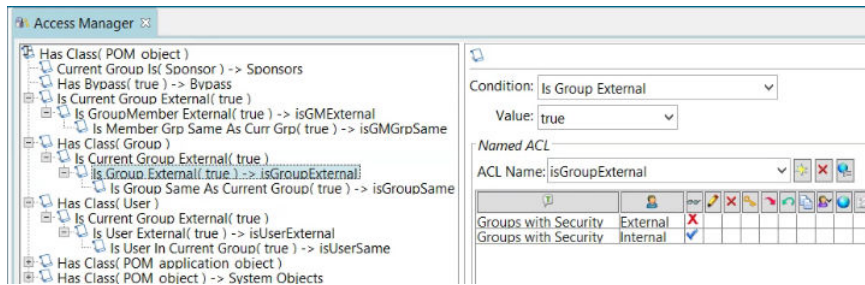 Access Manager
Has Class( POM object )
Current Group Is( Sponsor ) -> Sponsors
Has Bypass( true ) -> Bypass
Is Current Group External( true )
Is GroupMember External( true ) -> isGMExternal
Is Member Grp Same As Curr Grp( true ) -> isGMGrpSame
Has Class( Group )
Is Current Group External( true )
Is Group External( true ) -> isGroupExternal
Is Group Same As Current Group( true ) -> isGroupSame
Has Class( User )
Is Current Group External( true )
Is User External( true ) -> isUserExternal
Is User In Current Group( true ) -> isUserSame
Has Class( POM application object )
Has Class( POM object ) -> System Objects
Condition: Is Group External
Value: true
Named ACL
ACL Name: isGroupExternal
Groups with Security External
Groups with Security Internal